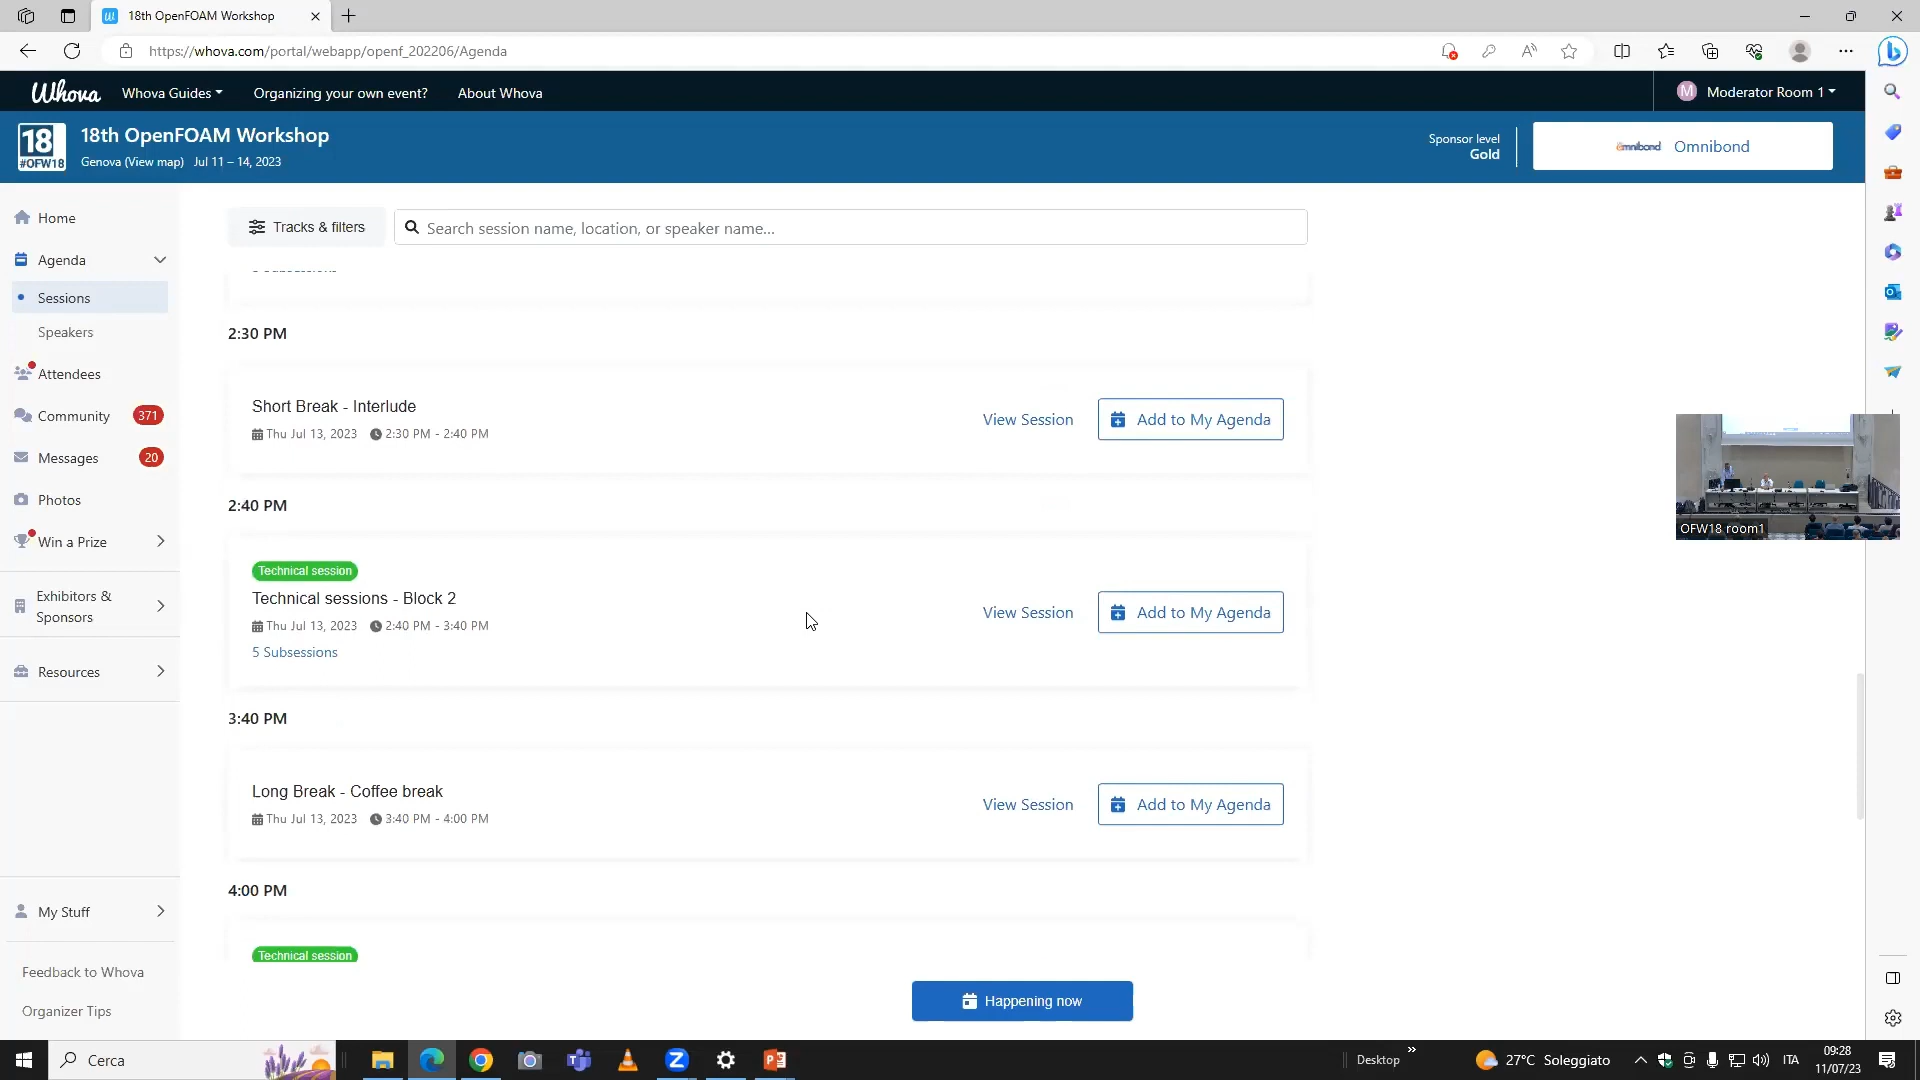 18th OpenFOAM Workshop
https://whova.com/portal/webapp/openf_202206/Agenda
Whova
Whova Guides
Organizing your own event?
About Whova
M
Moderator Room 1
18
#OFW18
18th OpenFOAM Workshop
Genova (View map) Jul 11 – 14, 2023
Sponsor level
Gold
Omnibond
Omnibond
Home
Agenda
Sessions
Speakers
Attendees
Community 371
Messages 20
Photos
Win a Prize
Exhibitors &
Sponsors
Resources
My Stuff
Feedback to Whova
Organizer Tips
Tracks & filters
Search session name, location, or speaker name...
2:30 PM
Short Break - Interlude
Thu Jul 13, 2023 2:30 PM - 2:40 PM
View Session
Add to My Agenda
2:40 PM
Technical session
Technical sessions - Block 2
Thu Jul 13, 2023 2:40 PM - 3:40 PM
5 Subsessions
View Session
Add to My Agenda
3:40 PM
Long Break - Coffee break
Thu Jul 13, 2023 3:40 PM - 4:00 PM
View Session
Add to My Agenda
4:00 PM
Technical session
Happening now
OFW18 room1
Cerca
Desktop
27°C Soleggiato
ITA
09:28
11/07/23